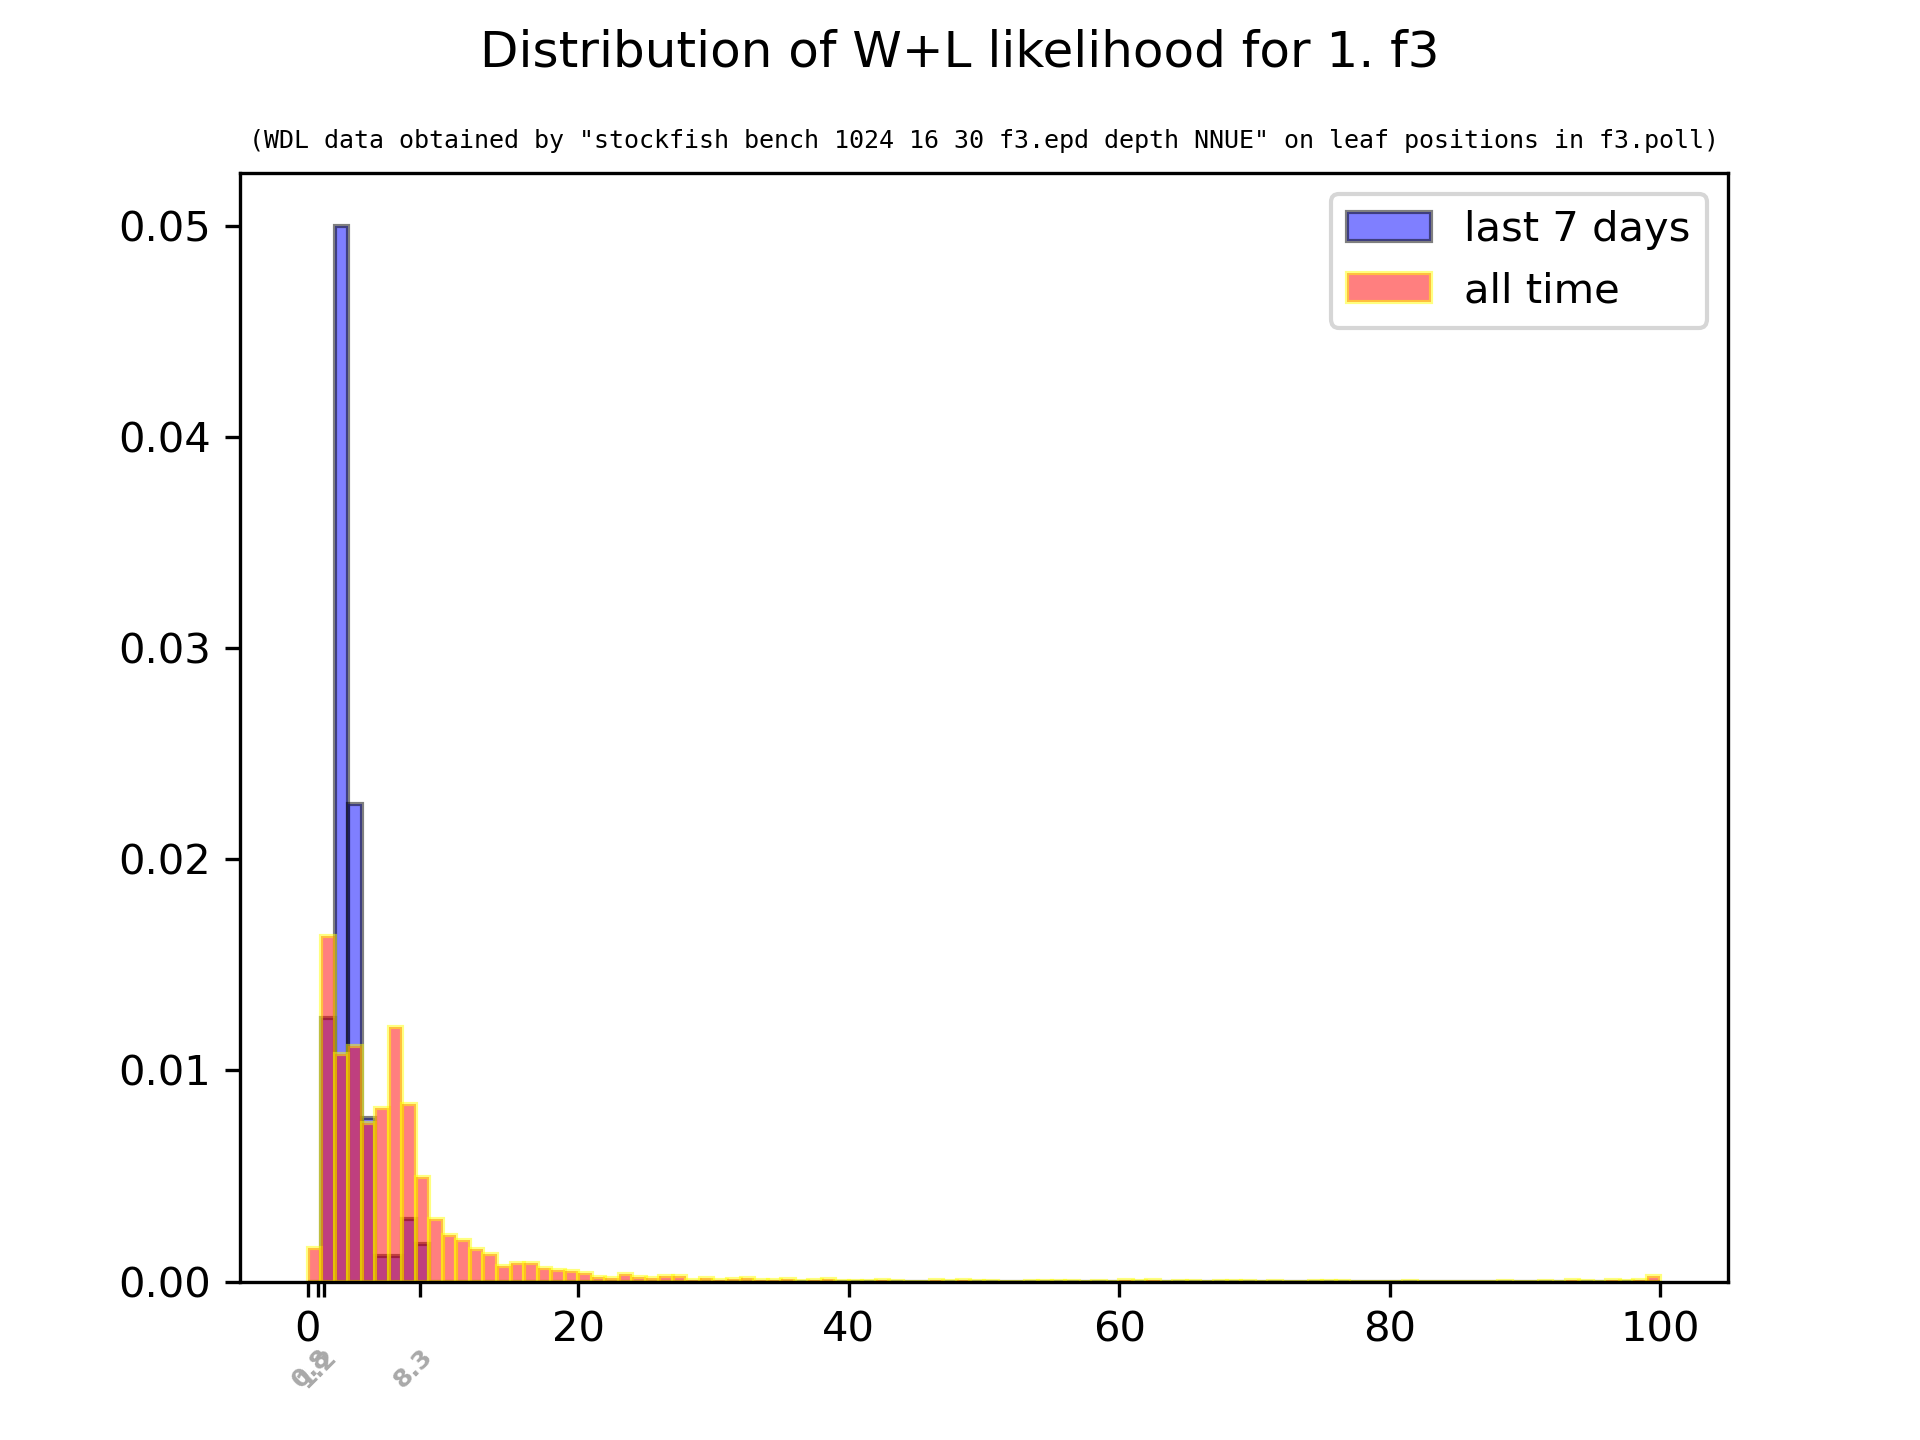 Distribution of W+L likelihood for 1. f3
(WDL data obtained by "stockfish bench 1024 16 30 f3.epd depth NNUE" on leaf positions in f3.poll)
last 7 days
all time
0.05
0.04
0.03
0.02
0.01
0.00
0 20 40 60 80 100
8.3